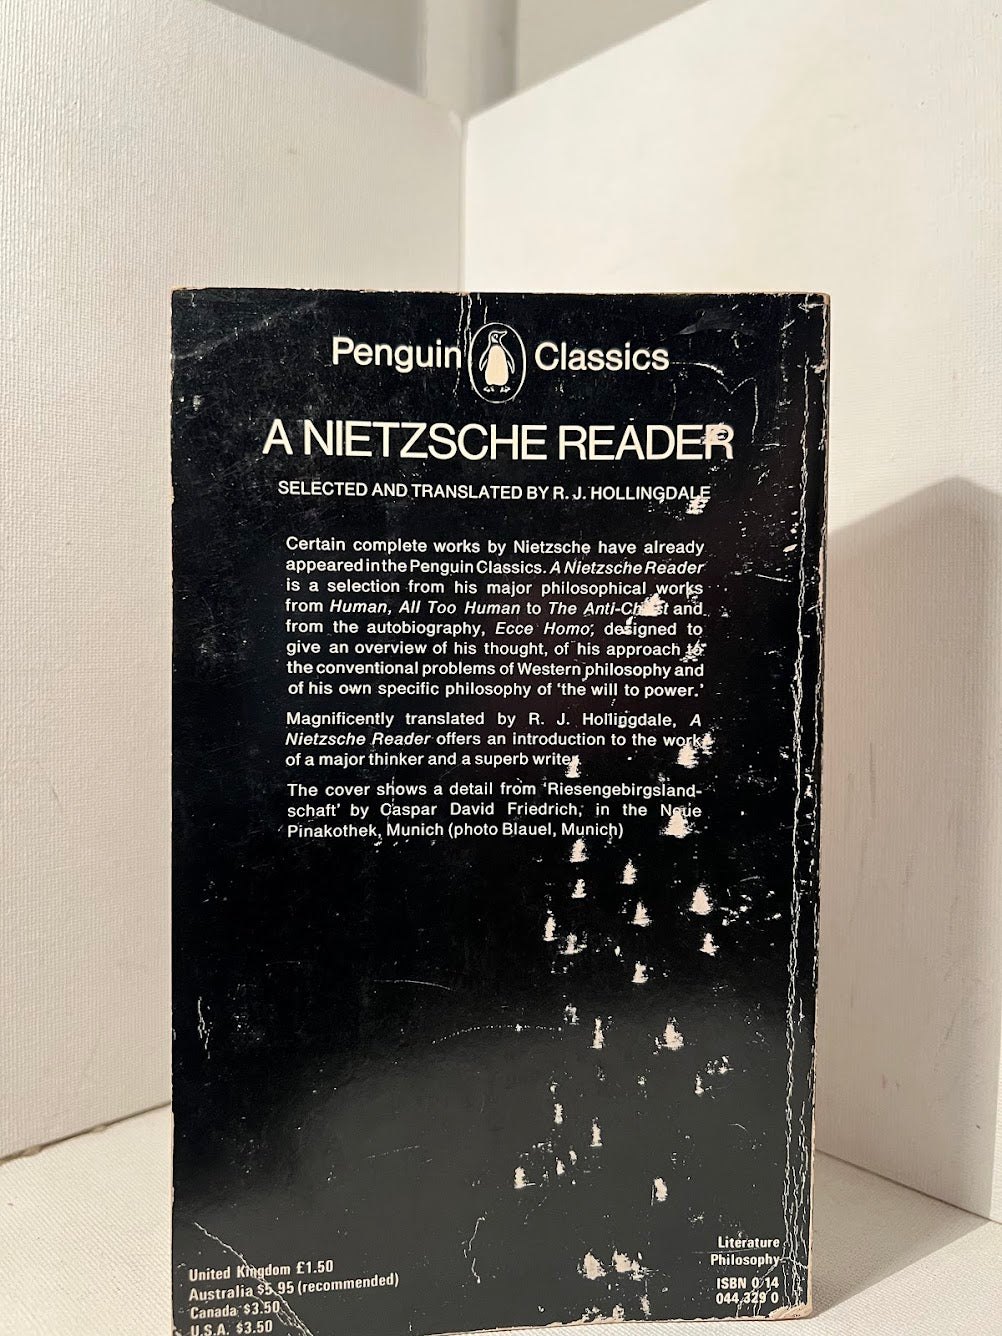 Penguin Classics
A NIETZSCHE READER
SELECTED AND TRANSLATED BY R. J. HOLLINGDALE
Certain complete works by Nietzsche have already
appeared in the Penguin Classics. A Nietzsche Reader
is a selection from his major philosophical works
from Human, All Too Human to The Anti-Christ and
from the autobiography, Ecce Homo; designed to
give an overview of his thought, of his approach to
the conventional problems of Western philosophy and
of his own specific philosophy of 'the will to power.'
Magnificently translated by R. J. Hollingdale, A
Nietzsche Reader offers an introduction to the work
of a major thinker and a superb writer.
The cover shows a detail from 'Riesengebirgsland-
schaft' by Caspar David Friedrich, in the Neue
Pinakothek, Munich (photo Blauel, Munich)
United Kingdom £1.50
Australia $5.95 (recommended)
Canada $3.50
U.S.A. $3.50
Literature
Philosophy
ISBN 0 14
044 329 0